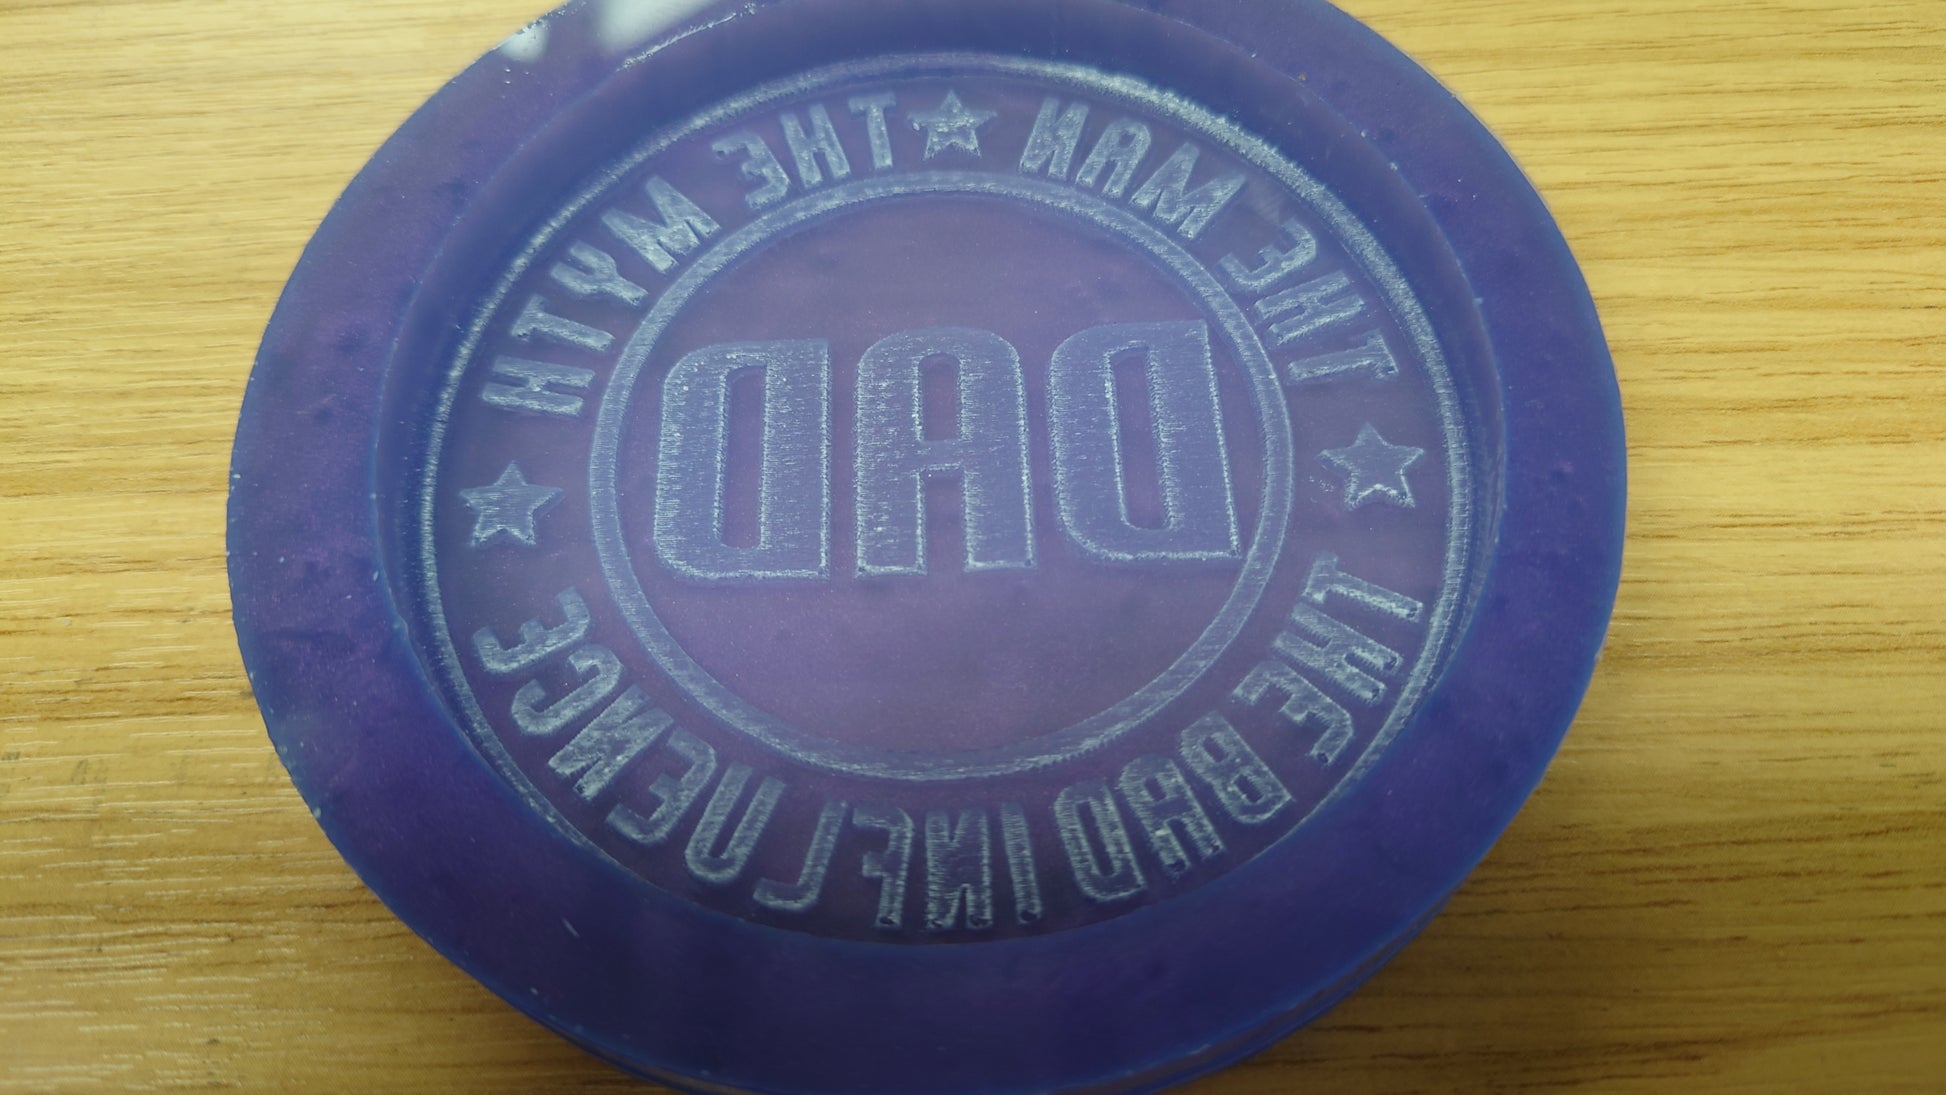 THE MAN
THE MYTH
DAD
THE BAD INFLUENCE